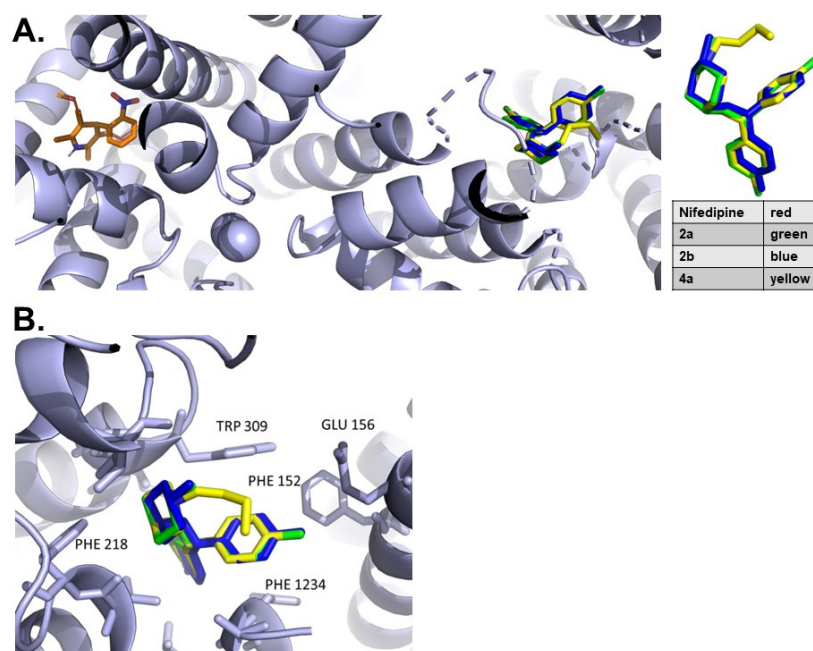 A.
Nifedipine red
2a green
2b blue
4a yellow
B.
TRP 309
GLU 156
PHE 152
PHE 218
PHE 1234